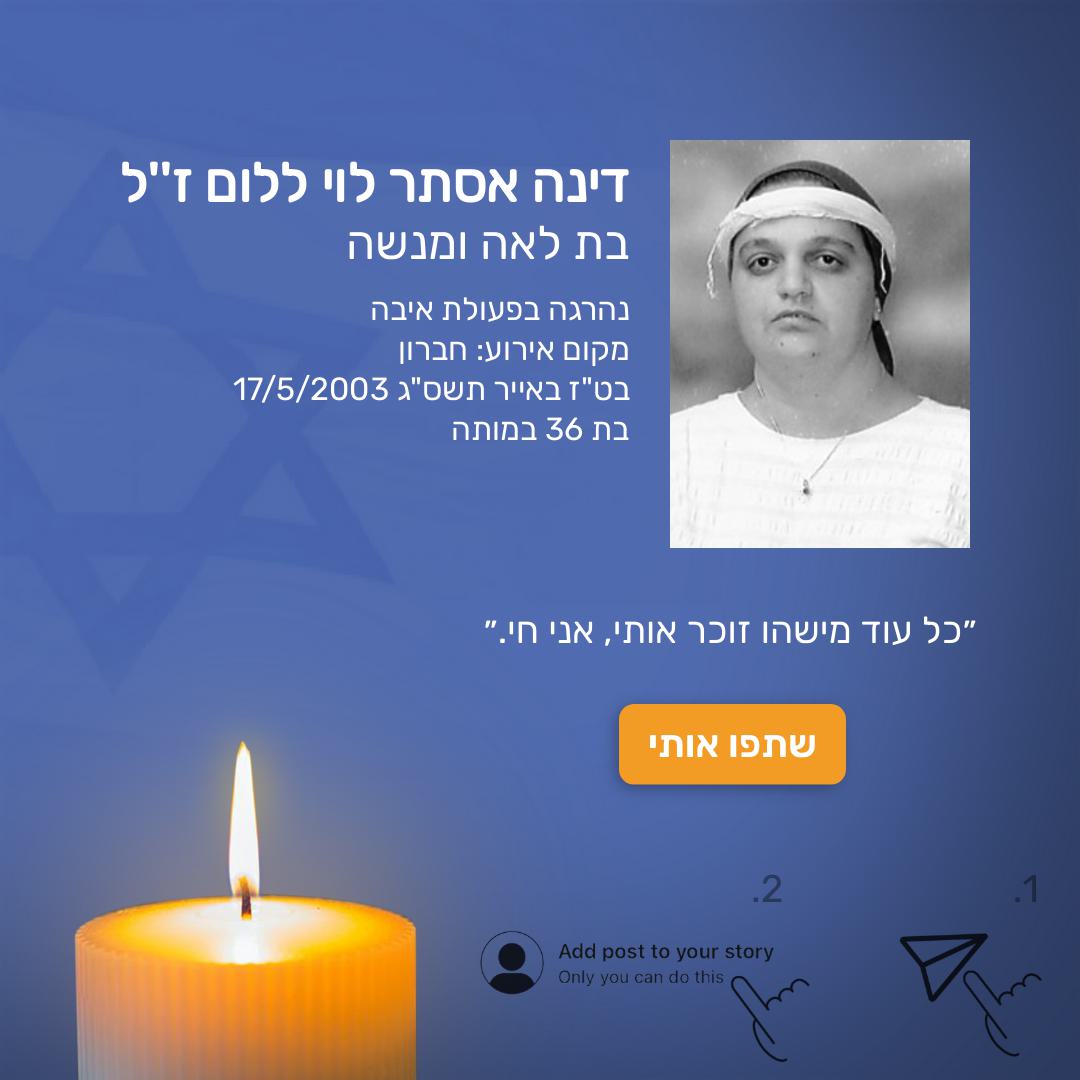 דינה אסתר לוי ללום ז"ל
בת לאה ומנשה
נהרגה בפעולת איבה
מקום אירוע: חברון
בט"ז באייר תשס"ג 17/5/2003
בת 36 במותה
״כל עוד מישהו זוכר אותי, אני חי.״
שתפו אותי
1.
2.
Add post to your story
Only you can do this